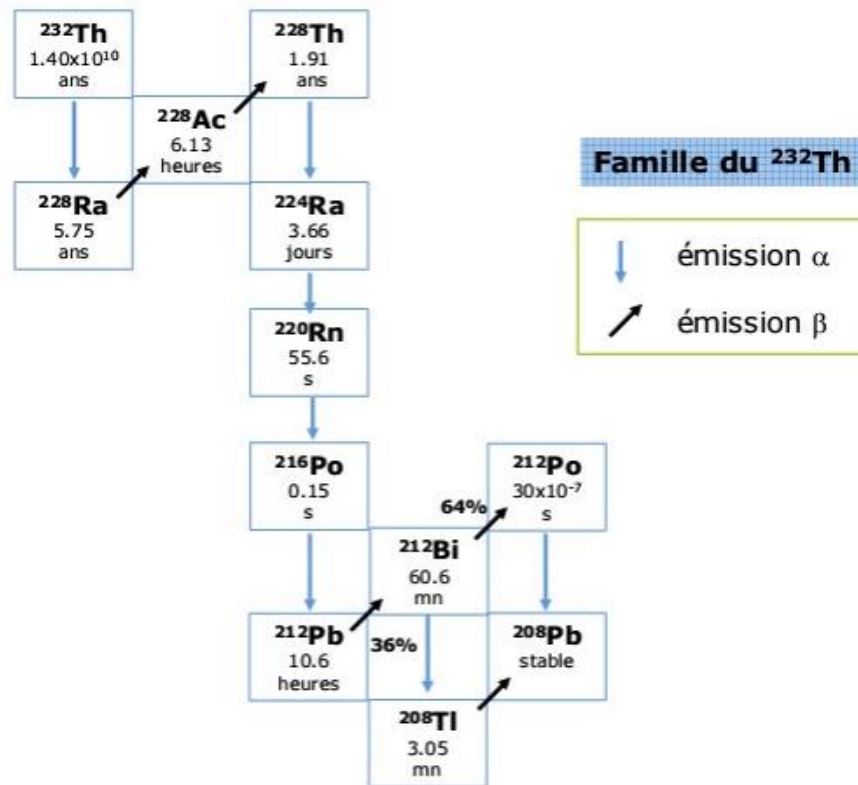 ²³²Th
1.40x10¹⁰
ans
²²⁸Th
1.91
ans
²²⁸Ac
6.13
heures
²²⁸Ra
5.75
ans
²²⁴Ra
3.66
jours
Famille du ²³²Th
émission α
émission β
²²⁰Rn
55.6
s
²¹⁶Po
0.15
s
²¹²Po
30x10⁻⁷
s
64%
²¹²Bi
60.6
mn
²¹²Pb
10.6
heures
36%
²⁰⁸Pb
stable
²⁰⁸Tl
3.05
mn